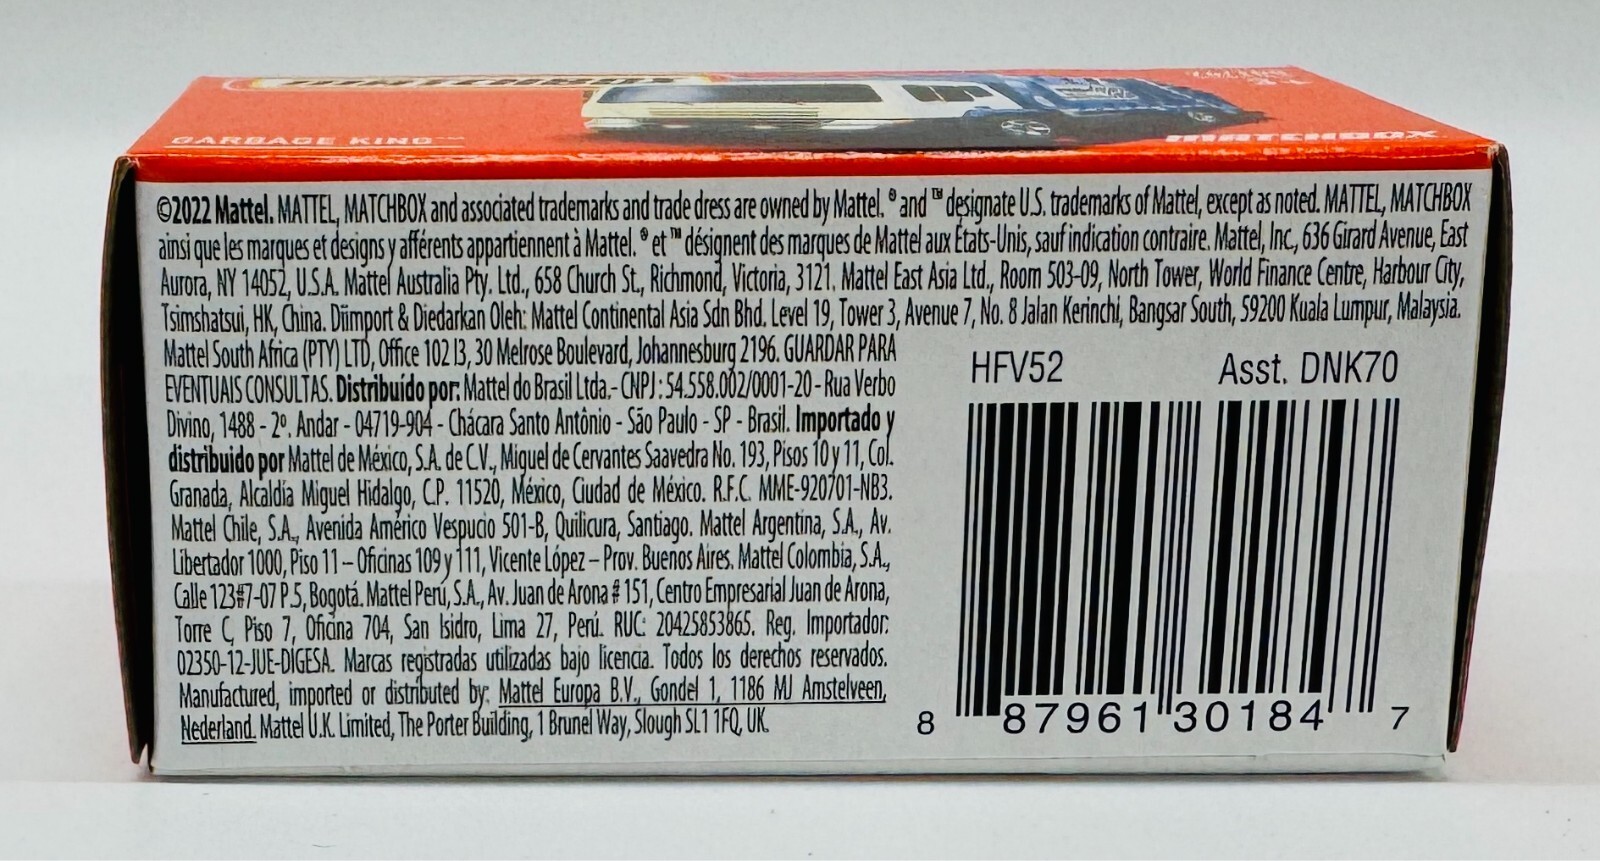 MATCHBOX
GARBAGE KING™
MATCHBOX
©2022 Mattel. MATTEL, MATCHBOX and associated trademarks and trade dress are owned by Mattel. ® and ™ designate U.S. trademarks of Mattel, except as noted. MATTEL, MATCHBOX
ainsi que les marques et designs y afférents appartiennent à Mattel. ® et ™ désignent des marques de Mattel aux États-Unis, sauf indication contraire. Mattel, Inc., 636 Girard Avenue, East
Aurora, NY 14052, U.S.A. Mattel Australia Pty. Ltd., 658 Church St., Richmond, Victoria, 3121. Mattel East Asia Ltd., Room 503-09, North Tower, World Finance Centre, Harbour City,
Tsimshatsui, HK, China. Diimport & Diedarkan Oleh: Mattel Continental Asia Sdn Bhd. Level 19, Tower 3, Avenue 7, No. 8 Jalan Kerinchi, Bangsar South, 59200 Kuala Lumpur, Malaysia.
Mattel South Africa (PTY) LTD, Office 102 I3, 30 Melrose Boulevard, Johannesburg 2196. GUARDAR PARA
EVENTUAIS CONSULTAS. Distribuído por: Mattel do Brasil Ltda.- CNPJ : 54.558.002/0001-20 - Rua Verbo
Divino, 1488 - 2º. Andar - 04719-904 - Chácara Santo Antônio - São Paulo - SP - Brasil. Importado y
distribuido por Mattel de México, S.A. de C.V., Miguel de Cervantes Saavedra No. 193, Pisos 10 y 11, Col.
Granada, Alcaldía Miguel Hidalgo, C.P. 11520, México, Ciudad de México. R.F.C. MME-920701-NB3.
Mattel Chile, S.A., Avenida Américo Vespucio 501-B, Quilicura, Santiago. Mattel Argentina, S.A., Av.
Libertador 1000, Piso 11 – Oficinas 109 y 111, Vicente López – Prov. Buenos Aires. Mattel Colombia, S.A.,
Calle 123#7-07 P.5, Bogotá. Mattel Perú, S.A., Av. Juan de Arona # 151, Centro Empresarial Juan de Arona,
Torre C, Piso 7, Oficina 704, San Isidro, Lima 27, Perú. RUC: 20425853865. Reg. Importador:
02350-12-JUE-DIGESA. Marcas registradas utilizadas bajo licencia. Todos los derechos reservados.
Manufactured, imported or distributed by: Mattel Europa B.V., Gondel 1, 1186 MJ Amstelveen,
Nederland. Mattel U.K. Limited, The Porter Building, 1 Brunel Way, Slough SL1 1FQ, UK.
HFV52 Asst. DNK70
8 87961 30184 7